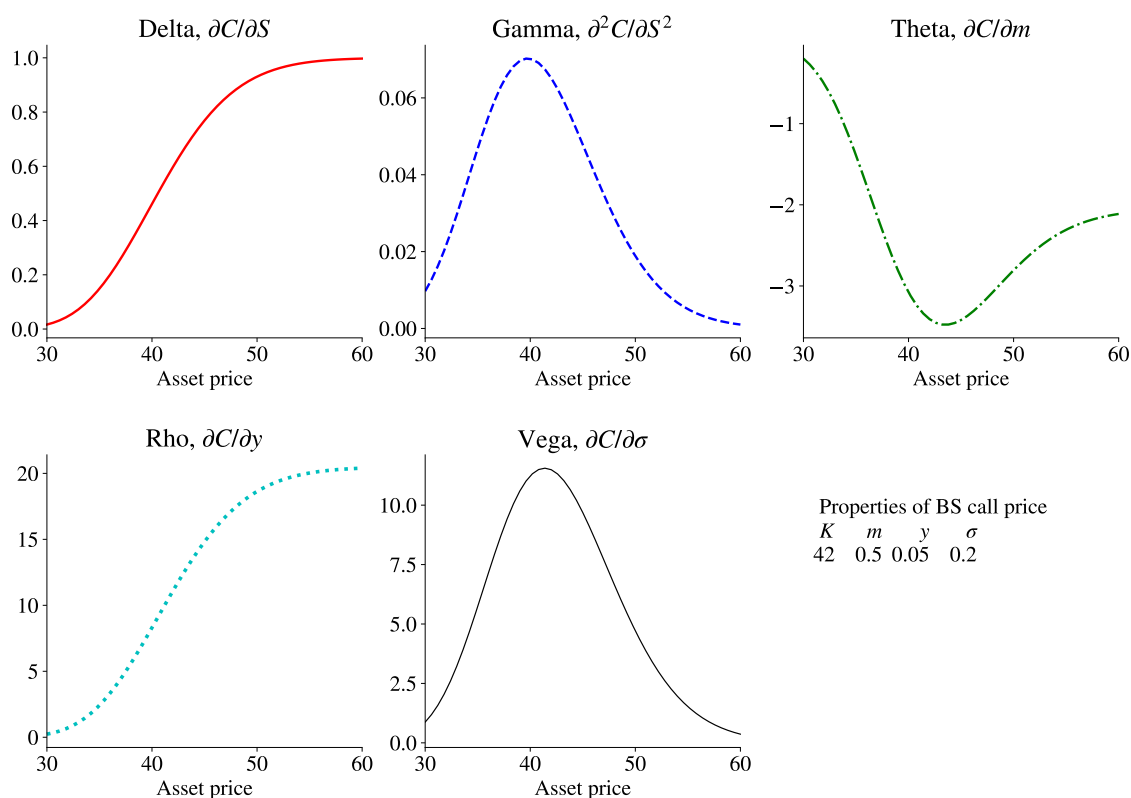 Delta, ∂C/∂S
1.0
0.8
0.6
0.4
0.2
0.0
30 40 50 60
Asset price
Gamma, ∂²C/∂S²
0.06
0.04
0.02
0.00
30 40 50 60
Asset price
Theta, ∂C/∂m
−1
−2
−3
30 40 50 60
Asset price
Rho, ∂C/∂y
20
15
10
5
0
30 40 50 60
Asset price
Vega, ∂C/∂σ
10.0
7.5
5.0
2.5
0.0
30 40 50 60
Asset price
Properties of BS call price
K m y σ
42 0.5 0.05 0.2